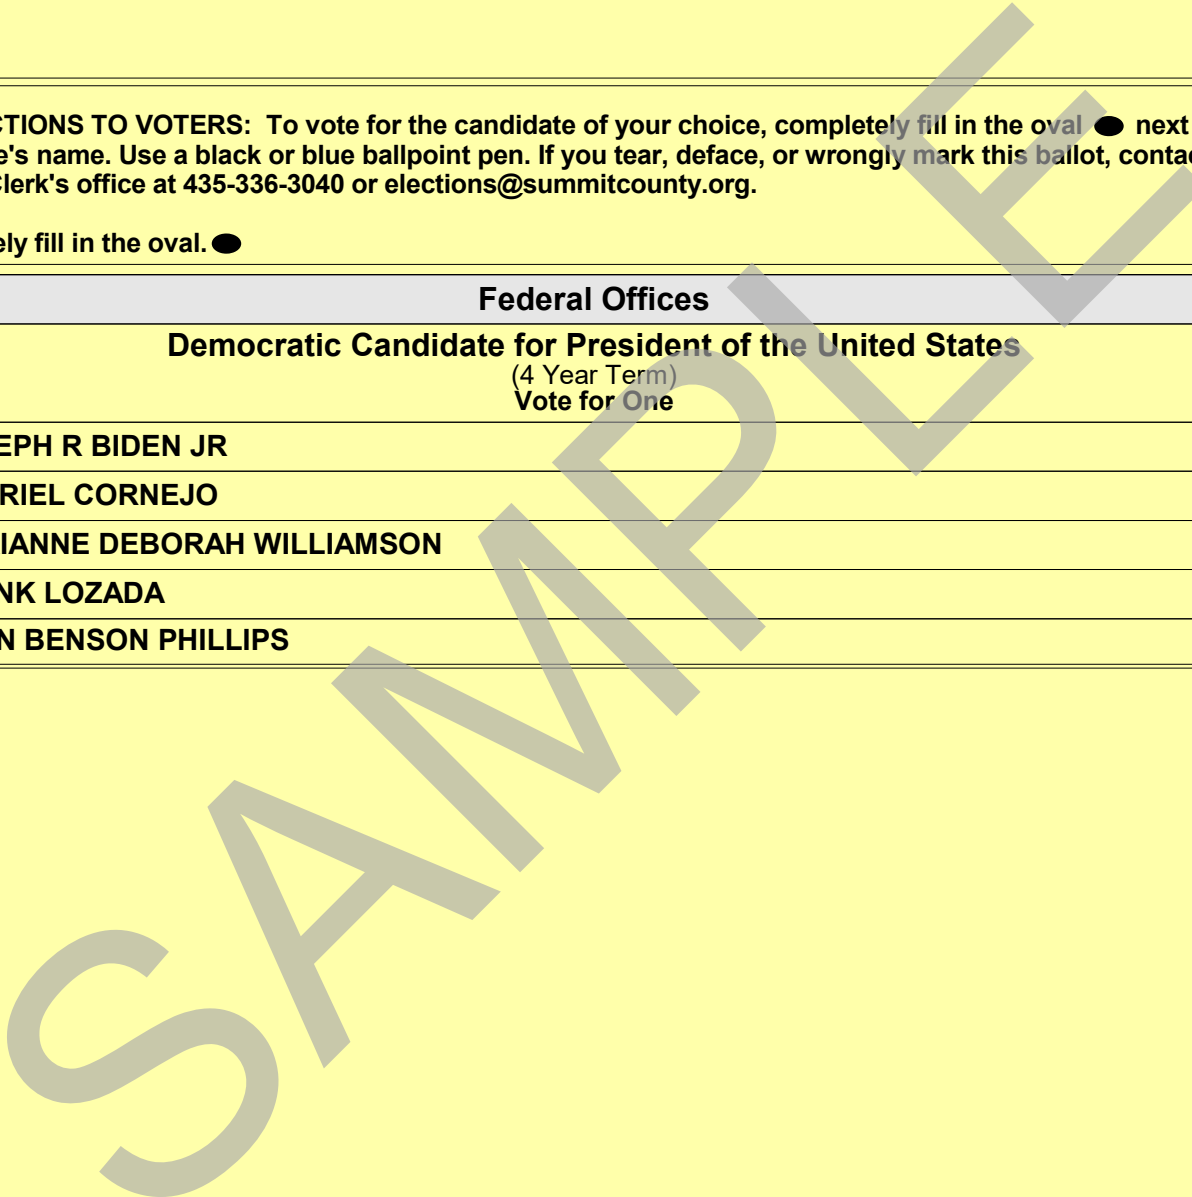 CTIONS TO VOTERS: To vote for the candidate of your choice, completely fill in the oval next
e's name. Use a black or blue ballpoint pen. If you tear, deface, or wrongly mark this ballot, contac
Clerk's office at 435-336-3040 or elections@summitcounty.org.
ely fill in the oval.
Federal Offices
Democratic Candidate for President of the United States
(4 Year Term)
Vote for One
EPH R BIDEN JR
RIEL CORNEJO
IANNE DEBORAH WILLIAMSON
NK LOZADA
N BENSON PHILLIPS
SAMPLE